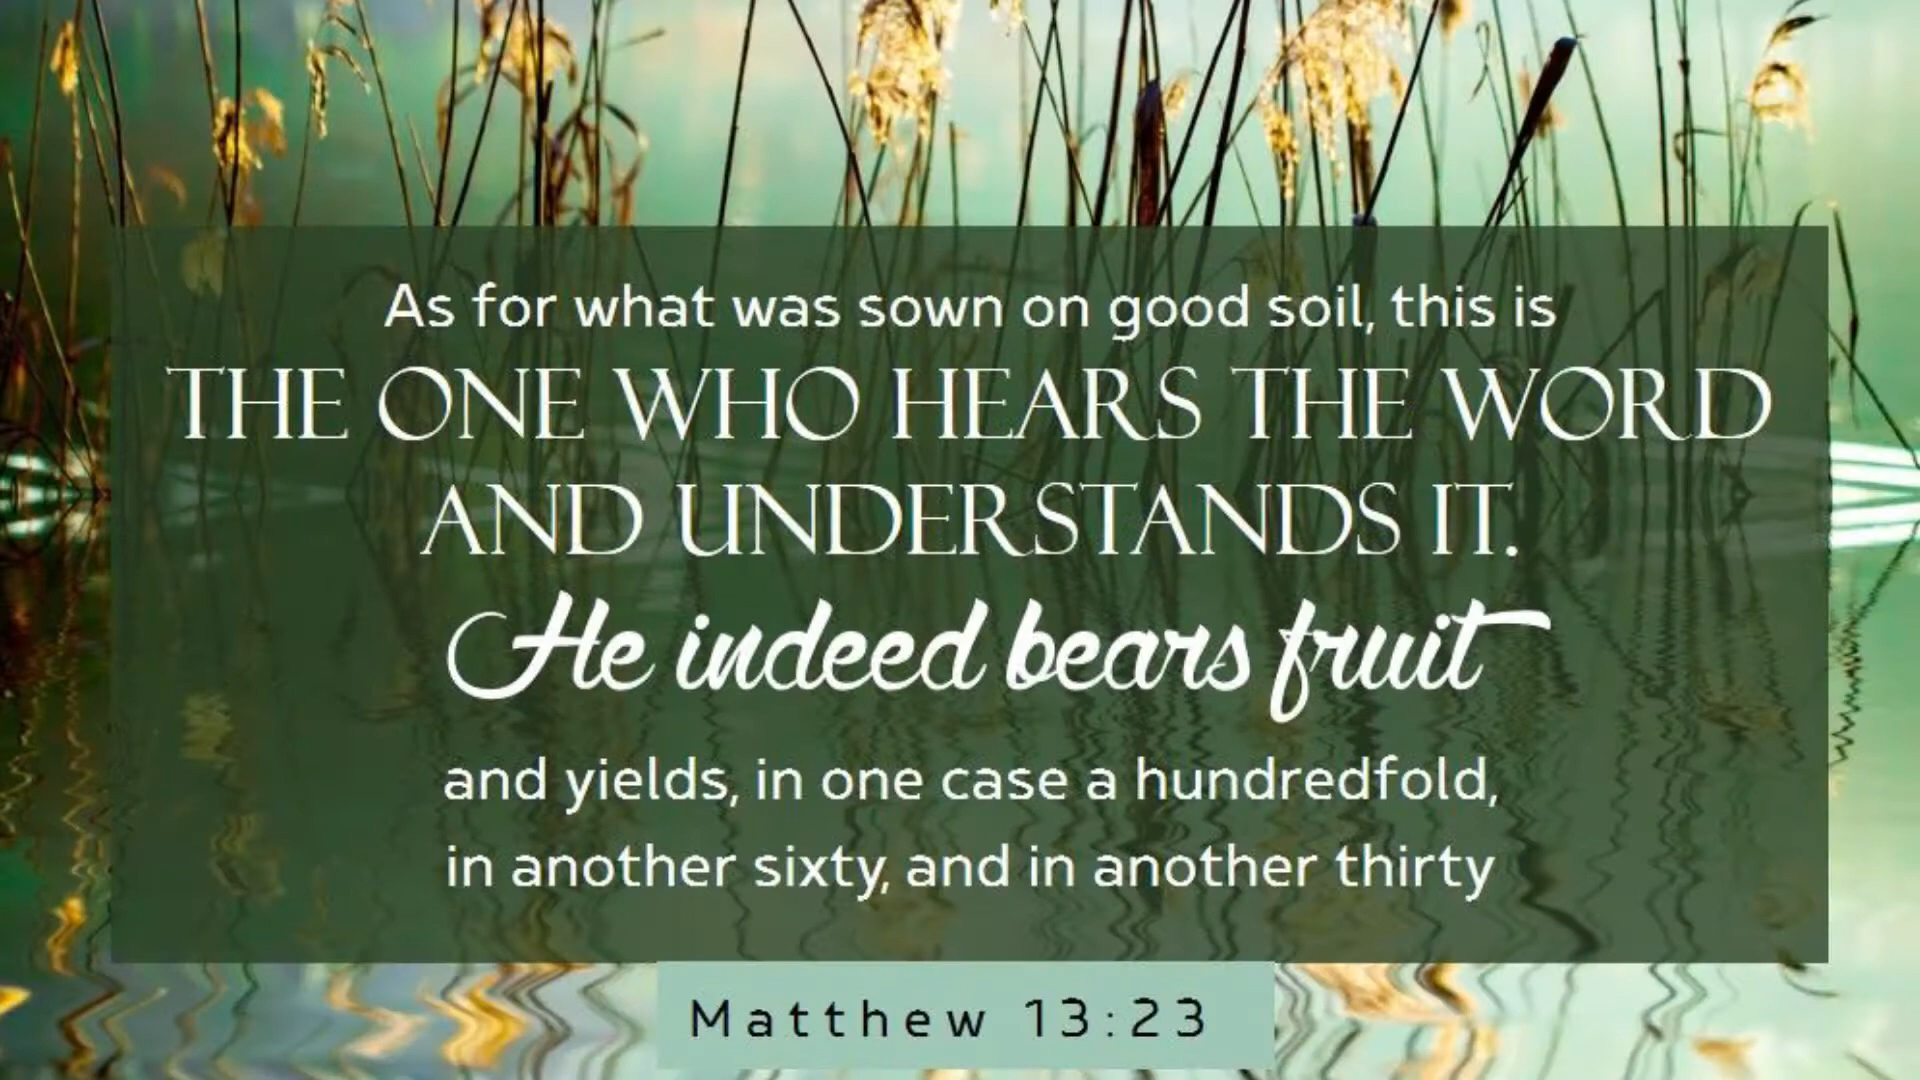 As for what was sown on good soil, this is
THE ONE WHO HEARS THE WORD
AND UNDERSTANDS IT.
He indeed bears fruit
and yields, in one case a hundredfold,
in another sixty, and in another thirty
Matthew 13:23